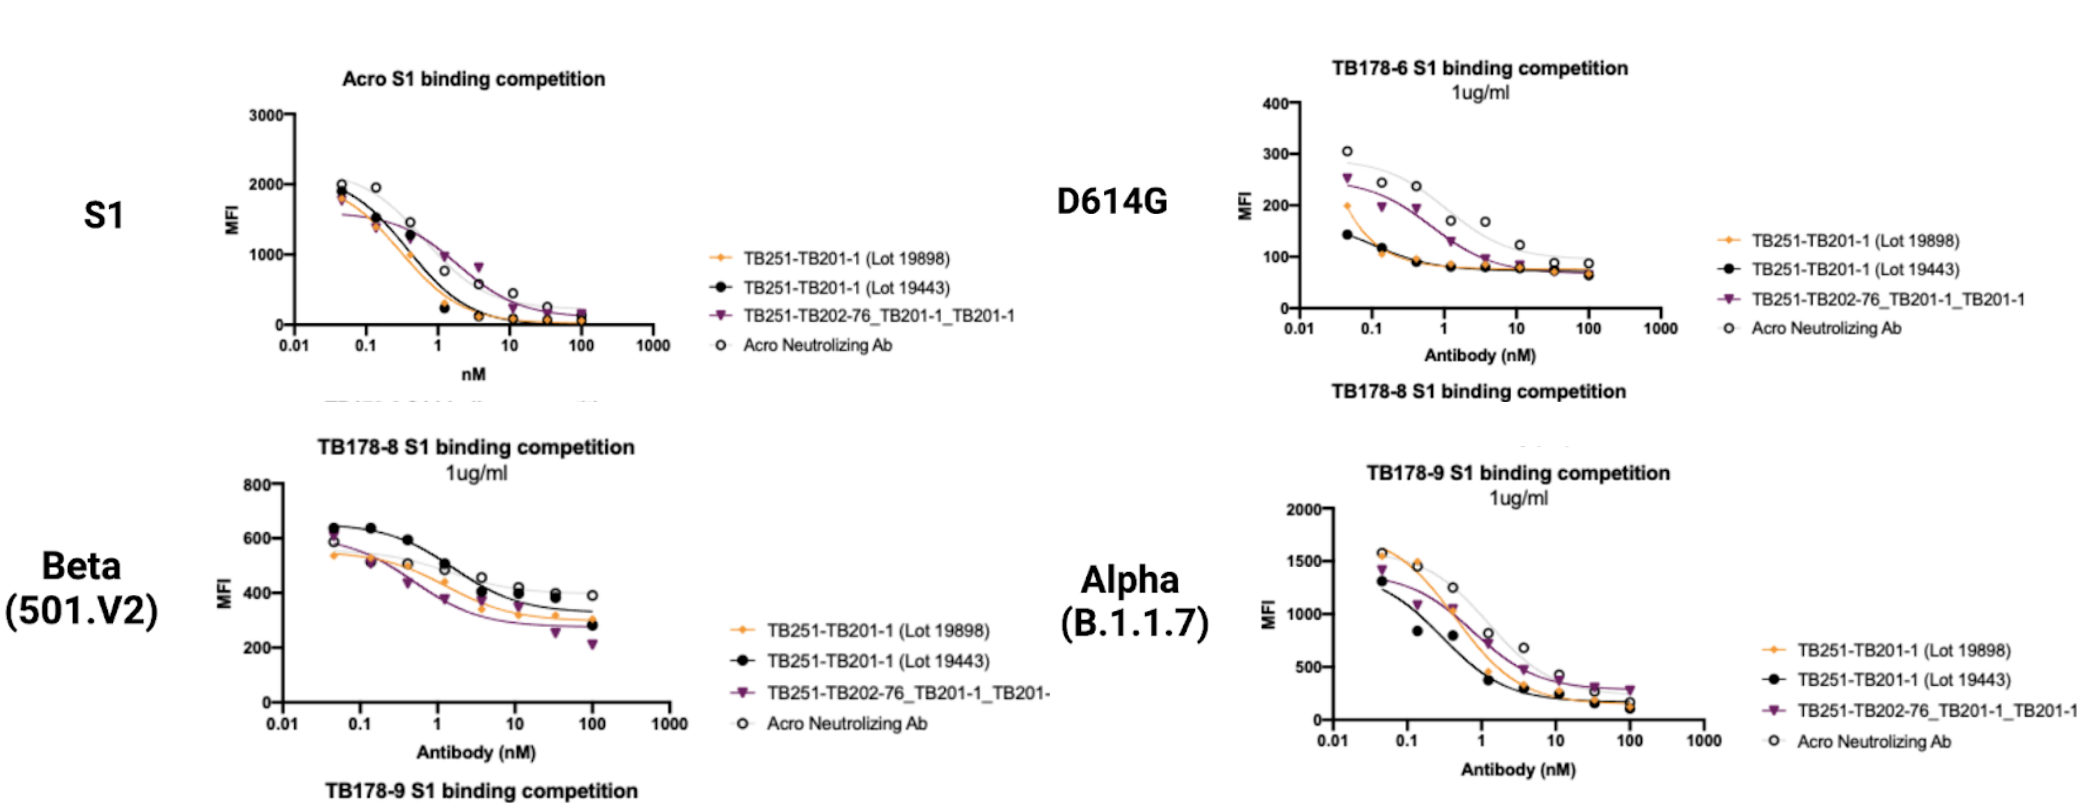 S1
Acro S1 binding competition
3000
2000
1000
0
MFI
0.01 0.1 1 10 100 1000
nM
TB251-TB201-1 (Lot 19898)
TB251-TB201-1 (Lot 19443)
TB251-TB202-76_TB201-1_TB201-1
Acro Neutrolizing Ab
D614G
TB178-6 S1 binding competition
1ug/ml
400
300
200
100
0
MFI
0.01 0.1 1 10 100 1000
Antibody (nM)
TB251-TB201-1 (Lot 19898)
TB251-TB201-1 (Lot 19443)
TB251-TB202-76_TB201-1_TB201-1
Acro Neutrolizing Ab
TB178-8 S1 binding competition
Beta
(501.V2)
TB178-8 S1 binding competition
1ug/ml
800
600
400
200
0
MFI
0.01 0.1 1 10 100 1000
Antibody (nM)
TB251-TB201-1 (Lot 19898)
TB251-TB201-1 (Lot 19443)
TB251-TB202-76_TB201-1_TB201-
Acro Neutrolizing Ab
TB178-9 S1 binding competition
Alpha
(B.1.1.7)
TB178-9 S1 binding competition
1ug/ml
2000
1500
1000
500
0
MFI
0.01 0.1 1 10 100 1000
Antibody (nM)
TB251-TB201-1 (Lot 19898)
TB251-TB201-1 (Lot 19443)
TB251-TB202-76_TB201-1_TB201-1
Acro Neutrolizing Ab